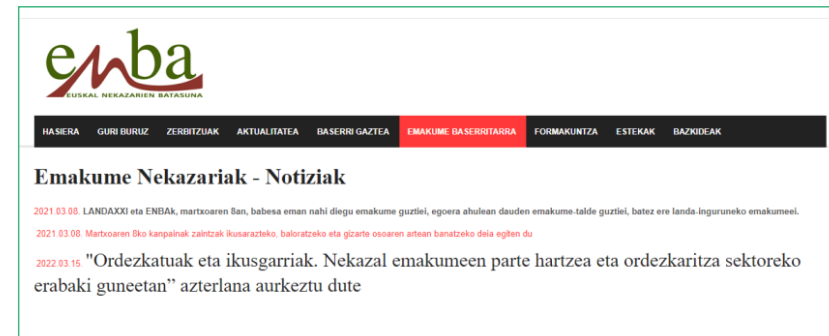 enba
EUSKAL NEKAZARIEN BATASUNA
HASIERA GURI BURUZ ZERBITZUAK AKTUALITATEA BASERRI GAZTEA EMAKUME BASERRITARRA FORMAKUNTZA ESTEKAK BAZKIDEAK
Emakume Nekazariak - Notiziak
2021.03.08. LANDAXXI eta ENBAk, martxoaren 8an, babesa eman nahi diegu emakume guztiei, egoera ahulean dauden emakume-talde guztiei, batez ere landa-inguruneko emakumeei.
2021.03.08. Martxoaren 8ko kanpainak zaintzak ikusarazteko, baloratzeko eta gizarte osoaren artean banatzeko deia egiten du
2022.03.15. "Ordezkatuak eta ikusgarriak. Nekazal emakumeen parte hartzea eta ordezkaritza sektoreko
erabaki guneetan” azterlana aurkeztu dute